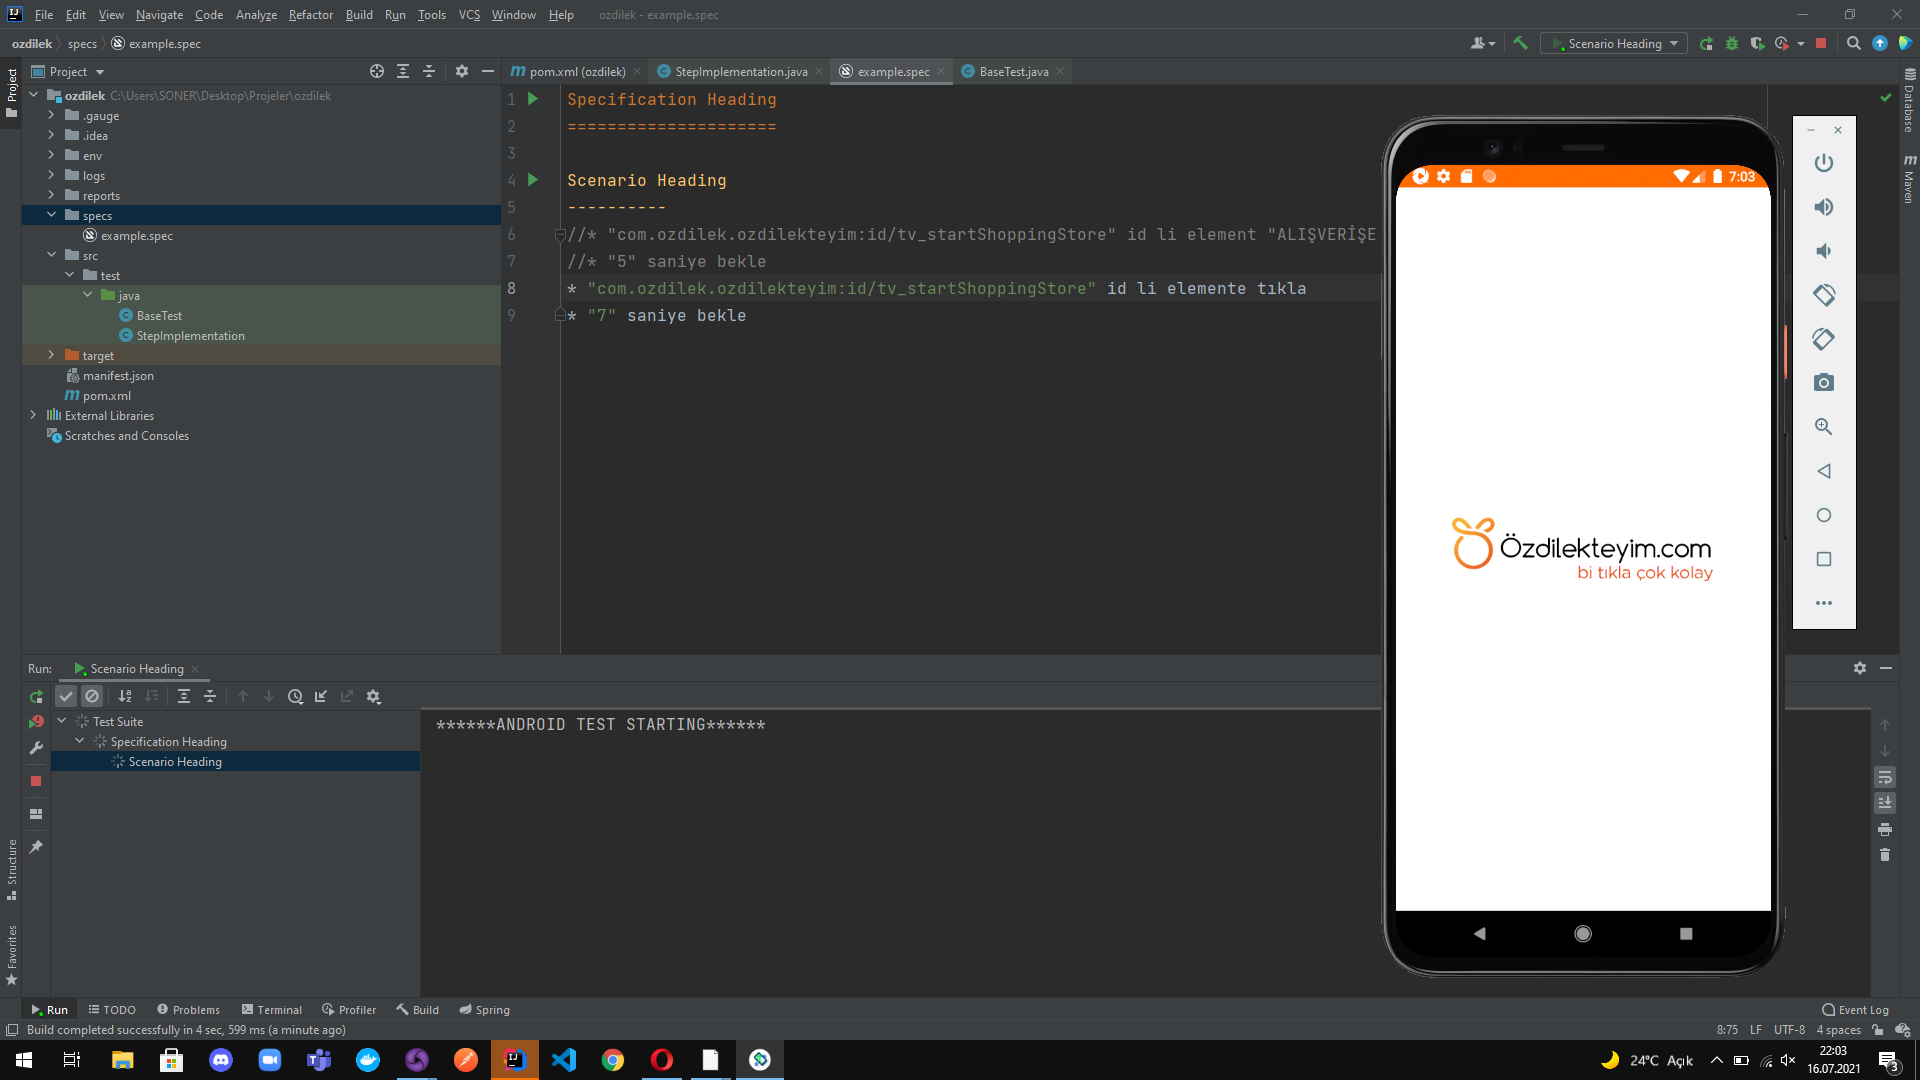 File Edit View Navigate Code Analyze Refactor Build Run Tools VCS Window Help ozdilek - example.spec
ozdilek specs example.spec
Scenario Heading
Project
pom.xml (ozdilek) StepImplementation.java example.spec BaseTest.java
ozdilek C:\Users\SONER\Desktop\Projeler\ozdilek
.gauge
.idea
env
logs
reports
specs
example.spec
src
test
java
BaseTest
StepImplementation
target
manifest.json
pom.xml
External Libraries
Scratches and Consoles
1 Specification Heading
2 =====================
3
4 Scenario Heading
5 ----------
6 //* "com.ozdilek.ozdilekteyim:id/tv_startShoppingStore" id li element "ALIŞVERİŞE
7 //* "5" saniye bekle
8 * "com.ozdilek.ozdilekteyim:id/tv_startShoppingStore" id li elemente tıkla
9 * "7" saniye bekle
7:03
Özdilekteyim.com
bi tıkla çok kolay
Project
Structure
Favorites
Database
Maven
Run: Scenario Heading
Test Suite
Specification Heading
Scenario Heading
******ANDROID TEST STARTING******
Run TODO Problems Terminal Profiler Build Spring Event Log
Build completed successfully in 4 sec, 599 ms (a minute ago) 8:75 LF UTF-8 4 spaces
24°C Açık
22:03
16.07.2021
3